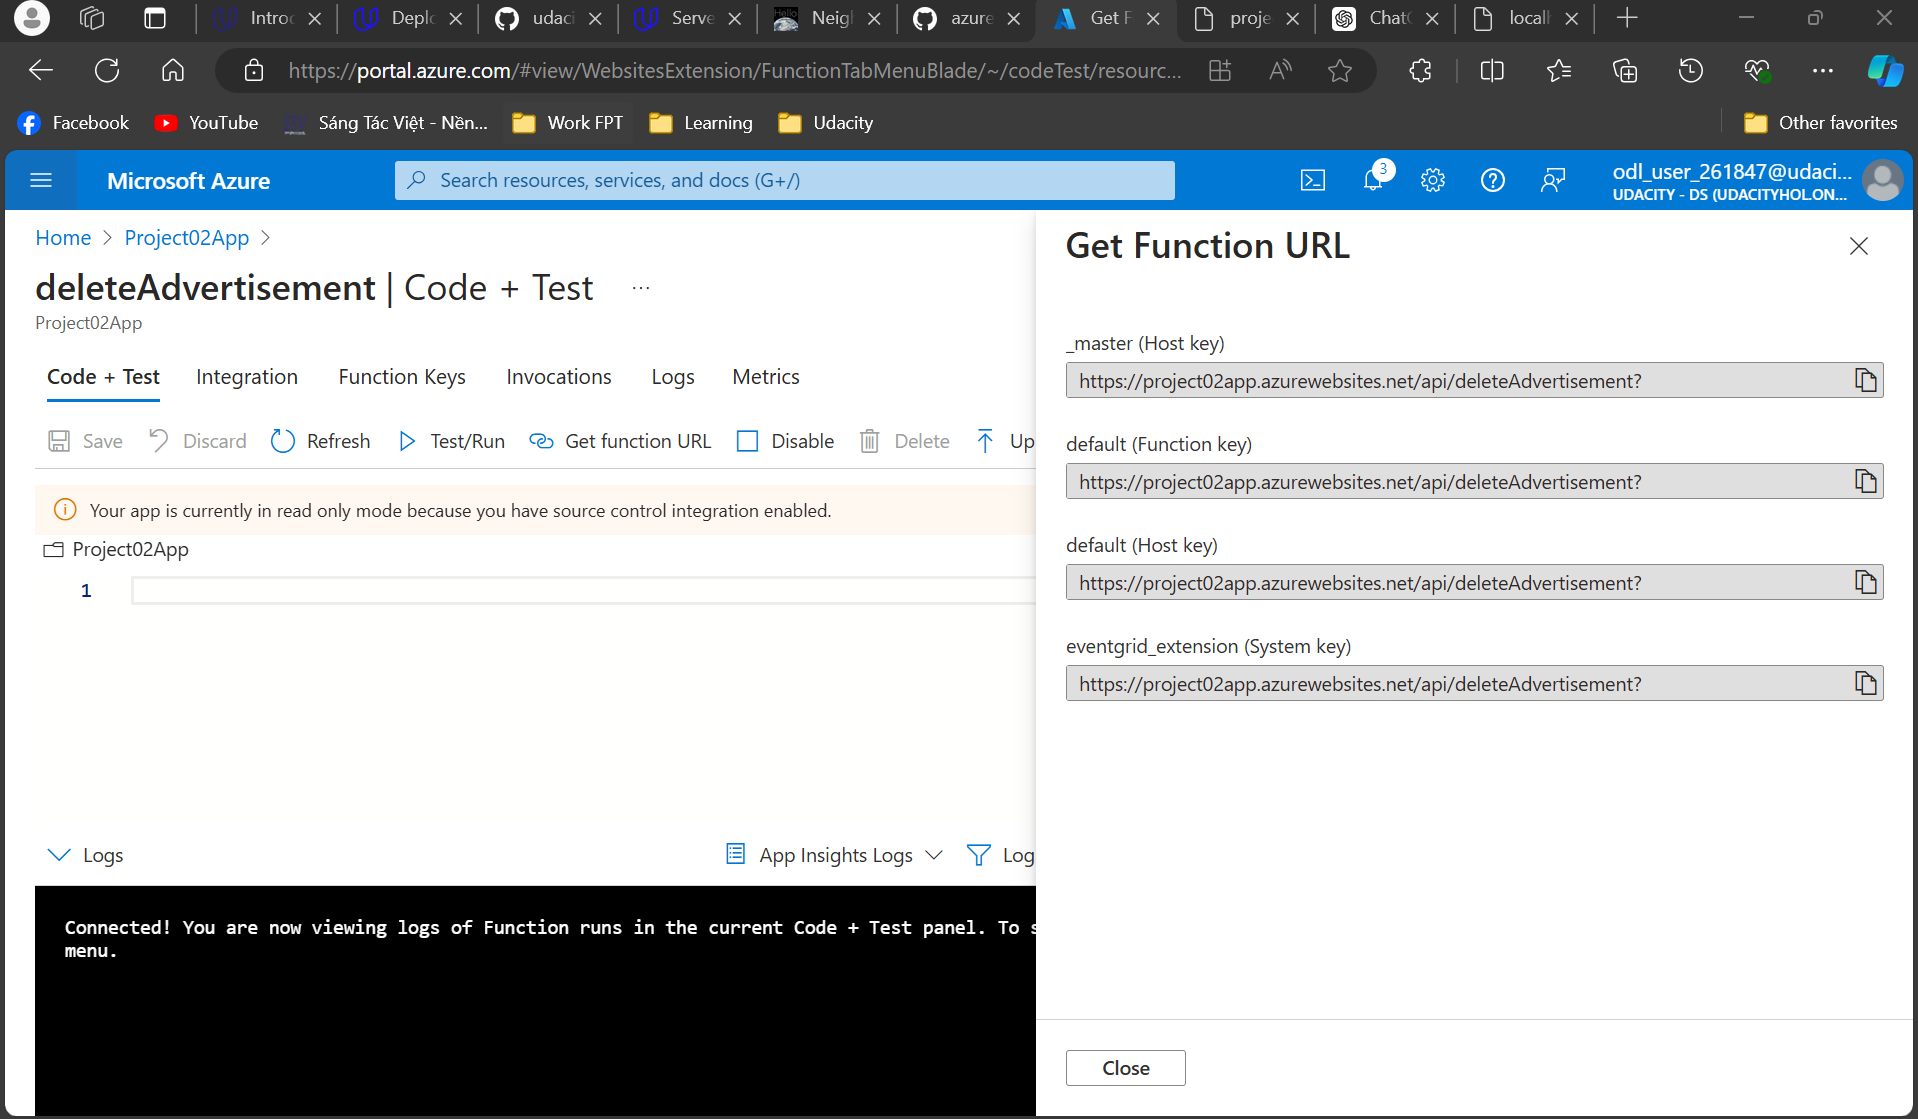 Introc
Deplo
udaci
Serve
Neigh
azure
Get F
proje
ChatG
localh
https://portal.azure.com/#view/WebsitesExtension/FunctionTabMenuBlade/~/codeTest/resourc...
Facebook
YouTube
Sáng Tác Việt - Nền...
Work FPT
Learning
Udacity
Other favorites
Microsoft Azure
Search resources, services, and docs (G+/)
3
odl_user_261847@udaci...
UDACITY - DS (UDACITYHOL.ON...
Home > Project02App >
deleteAdvertisement | Code + Test ...
Project02App
Code + Test
Integration
Function Keys
Invocations
Logs
Metrics
Save
Discard
Refresh
Test/Run
Get function URL
Disable
Delete
Up
Your app is currently in read only mode because you have source control integration enabled.
Project02App
1
Logs
App Insights Logs
Log
Connected! You are now viewing logs of Function runs in the current Code + Test panel. To s
menu.
Get Function URL
_master (Host key)
https://project02app.azurewebsites.net/api/deleteAdvertisement?
default (Function key)
https://project02app.azurewebsites.net/api/deleteAdvertisement?
default (Host key)
https://project02app.azurewebsites.net/api/deleteAdvertisement?
eventgrid_extension (System key)
https://project02app.azurewebsites.net/api/deleteAdvertisement?
Close